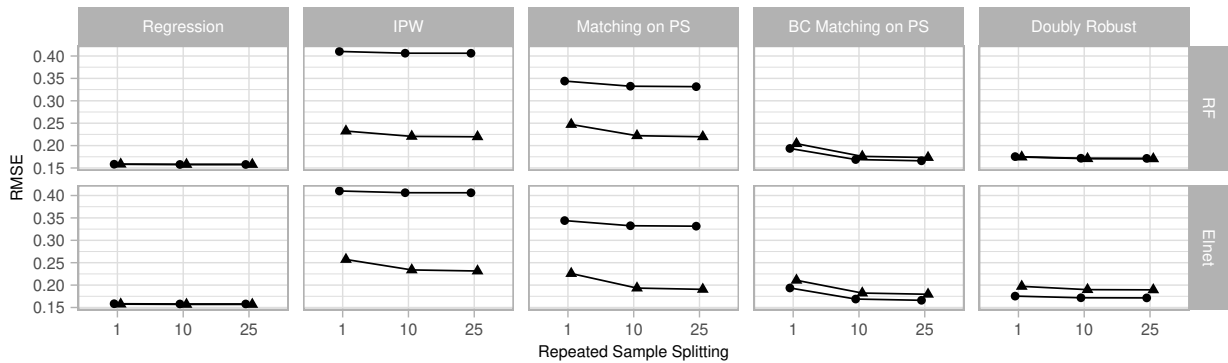 Regression IPW Matching on PS BC Matching on PS Doubly Robust
0.40
0.35
0.30
0.25
0.20
0.15
RF
RMSE
0.40
0.35
0.30
0.25
0.20
0.15
Elnet
1 10 25 1 10 25 1 10 25 1 10 25 1 10 25
Repeated Sample Splitting